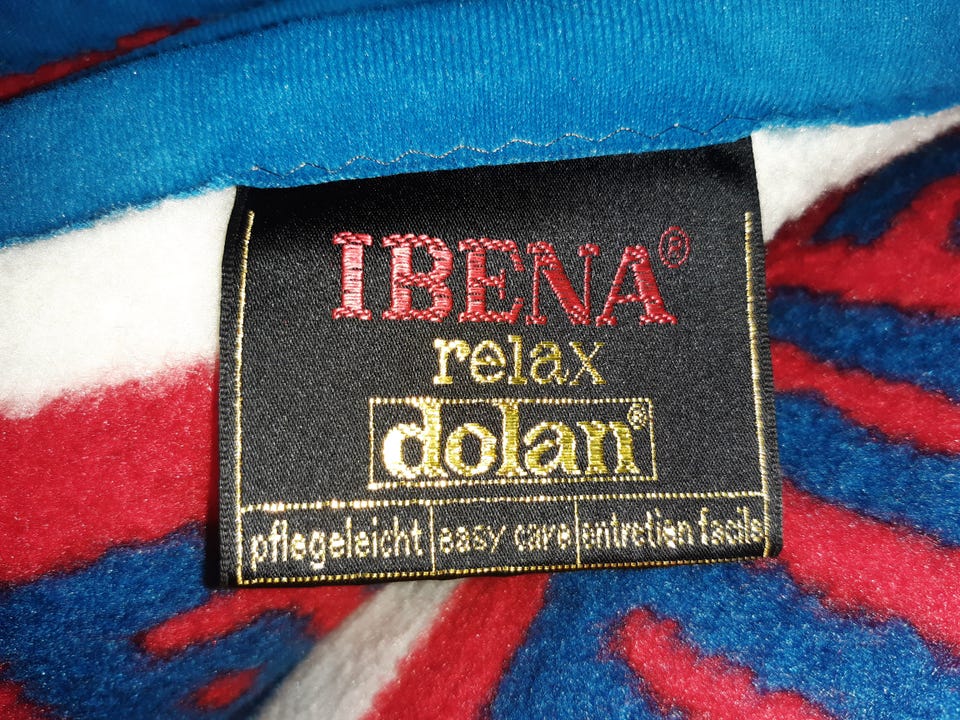 IBENA®
relax
dolan®
pflegeleicht easy care entretien facile